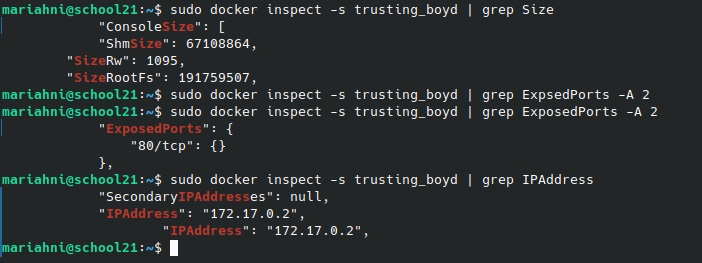 mariahni@school21:~$ sudo docker inspect -s trusting_boyd | grep Size
"ConsoleSize": [
"ShmSize": 67108864,
"SizeRw": 1095,
"SizeRootFs": 191759507,
mariahni@school21:~$ sudo docker inspect -s trusting_boyd | grep ExpsedPorts -A 2
mariahni@school21:~$ sudo docker inspect -s trusting_boyd | grep ExposedPorts -A 2
"ExposedPorts": {
"80/tcp": {}
},
mariahni@school21:~$ sudo docker inspect -s trusting_boyd | grep IPAddress
"SecondaryIPAddresses": null,
"IPAddress": "172.17.0.2",
"IPAddress": "172.17.0.2",
mariahni@school21:~$